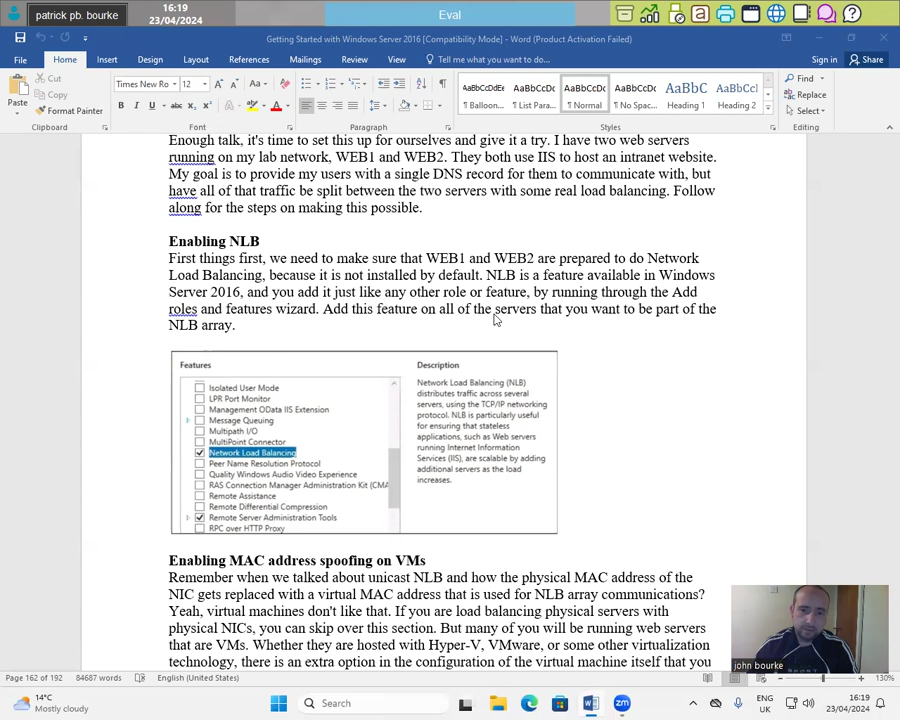 patrick pb. bourke
16:19
23/04/2024
Eval
Getting Started with Windows Server 2016 [Compatibility Mode] - Word (Product Activation Failed)
File Home Insert Design Layout References Mailings Review View Tell me what you want to do... Sign in Share
Paste
Cut
Copy
Format Painter
Clipboard
Times New Ro 12
Font
Paragraph
AaBbCcDdEe AaBbCcDc AaBbCcDc AaBbCcDc AaBbC AaBbCcl
¶ Balloon... ¶ List Para... ¶ Normal ¶ No Spac... Heading 1 Heading 2
Styles
Find
Replace
Select
Editing
Enough talk, it's time to set this up for ourselves and give it a try. I have two web servers
running on my lab network, WEB1 and WEB2. They both use IIS to host an intranet website.
My goal is to provide my users with a single DNS record for them to communicate with, but
have all of that traffic be split between the two servers with some real load balancing. Follow
along for the steps on making this possible.
Enabling NLB
First things first, we need to make sure that WEB1 and WEB2 are prepared to do Network
Load Balancing, because it is not installed by default. NLB is a feature available in Windows
Server 2016, and you add it just like any other role or feature, by running through the Add
roles and features wizard. Add this feature on all of the servers that you want to be part of the
NLB array.
Features
Isolated User Mode
LPR Port Monitor
Management OData IIS Extension
Message Queuing
Multipath I/O
MultiPoint Connector
Network Load Balancing
Peer Name Resolution Protocol
Quality Windows Audio Video Experience
RAS Connection Manager Administration Kit (CMA
Remote Assistance
Remote Differential Compression
Remote Server Administration Tools
RPC over HTTP Proxy
Description
Network Load Balancing (NLB)
distributes traffic across several
servers, using the TCP/IP networking
protocol. NLB is particularly useful
for ensuring that stateless
applications, such as Web servers
running Internet Information
Services (IIS), are scalable by adding
additional servers as the load
increases.
Enabling MAC address spoofing on VMs
Remember when we talked about unicast NLB and how the physical MAC address of the
NIC gets replaced with a virtual MAC address that is used for NLB array communications?
Yeah, virtual machines don't like that. If you are load balancing physical servers with
physical NICs, you can skip over this section. But many of you will be running web servers
that are VMs. Whether they are hosted with Hyper-V, VMware, or some other virtualization
technology, there is an extra option in the configuration of the virtual machine itself that you
john bourke
Page 162 of 192 84687 words English (United States) 130%
14°C
Mostly cloudy
Search
ENG
UK
16:19
23/04/2024